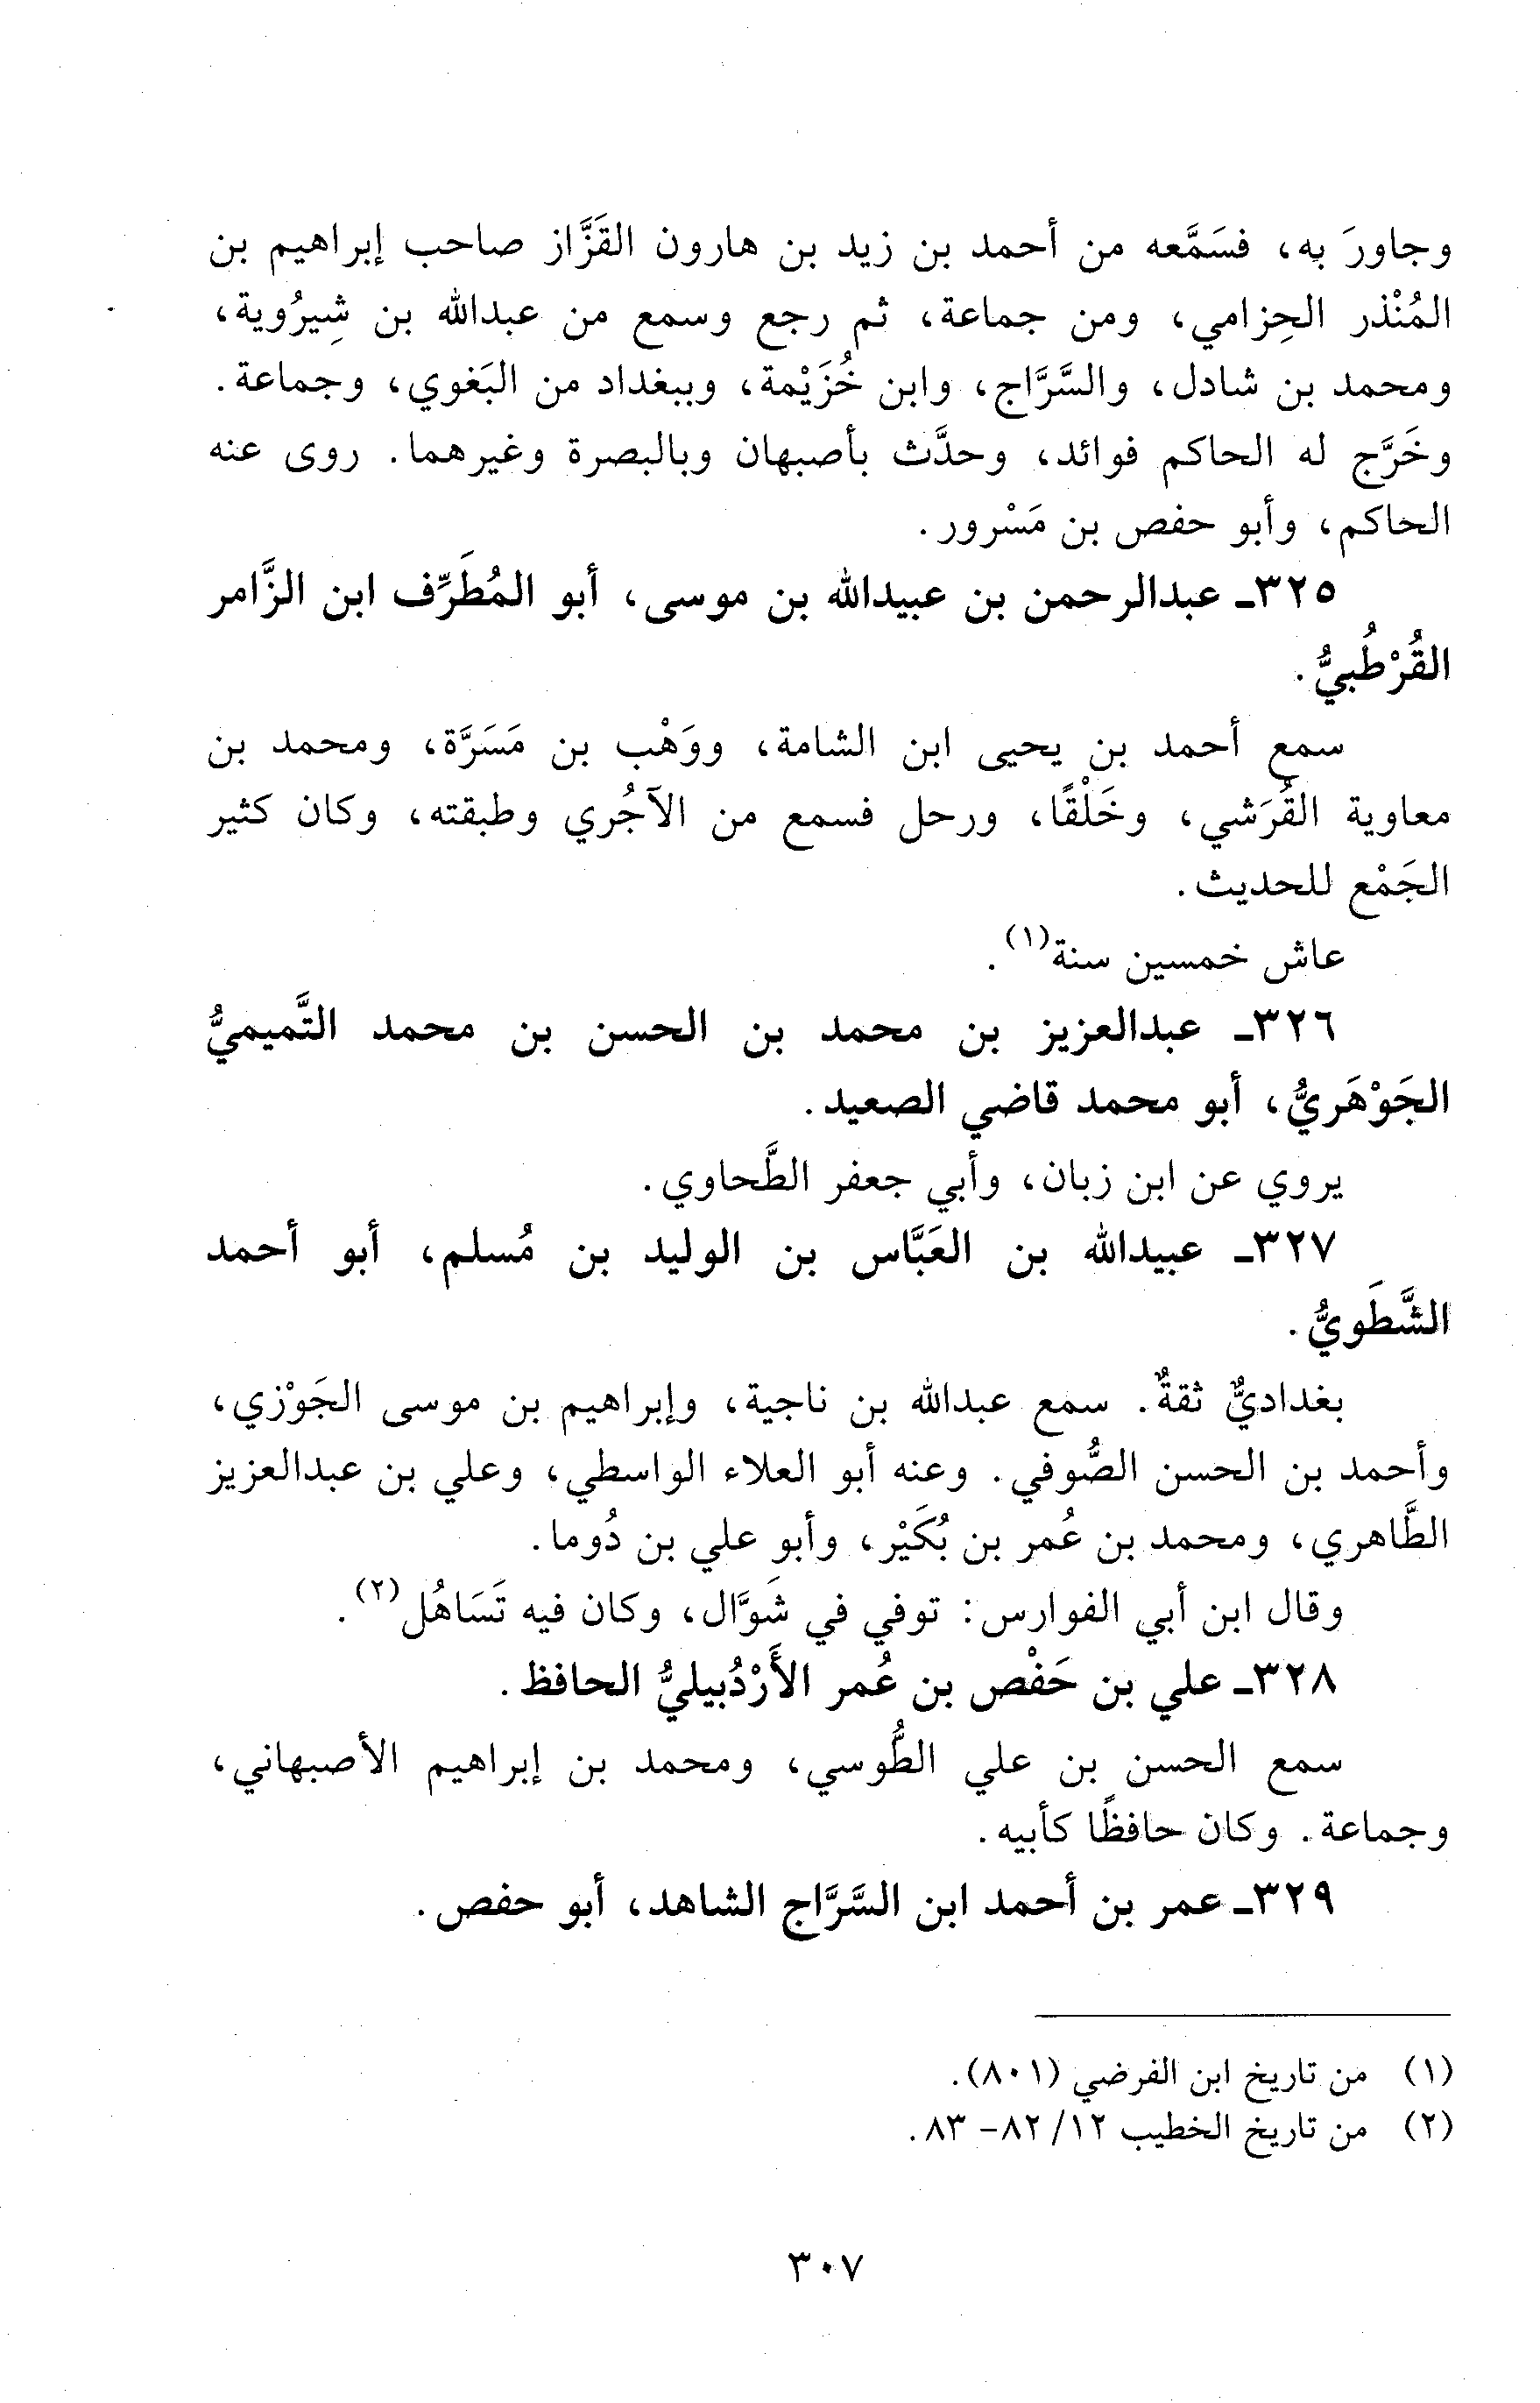 وجاورَ به، فسَمَّعه من أحمد بن زيد بن هارون القَزَّاز صاحب إبراهيم بن
المُنْذر الحِزامي، ومن جماعة، ثم رجع وسمع من عبدالله بن شِيرُوية،
ومحمد بن شادل، والسَّرَّاج، وابن خُزَيْمة، وببغداد من البَغوي، وجماعة.
وخَرَّج له الحاكم فوائد، وحدَّث بأصبهان وبالبصرة وغيرهما. روى عنه
الحاكم، وأبو حفص بن مَسْرور.
٣٢٥ـ عبدالرحمن بن عبيدالله بن موسى، أبو المُطَرِّف ابن الزَّامر
القُرْطُبيُّ.
سمع أحمد بن يحيى ابن الشامة، ووَهْب بن مَسَرَّة، ومحمد بن
معاوية القُرَشي، وخَلْقًا، ورحل فسمع من الآجُري وطبقته، وكان كثير
الجَمْع للحديث.
عاش خمسين سنة(١).
٣٢٦ـ عبدالعزيز بن محمد بن الحسن بن محمد التَّميميُّ
الجَوْهَريُّ، أبو محمد قاضي الصعيد.
يروي عن ابن زبان، وأبي جعفر الطَّحاوي.
٣٢٧ـ عبيدالله بن العَبَّاس بن الوليد بن مُسلم، أبو أحمد
الشَّطَويُّ.
بغداديٌّ ثقةٌ. سمع عبدالله بن ناجية، وإبراهيم بن موسى الجَوْزي،
وأحمد بن الحسن الصُّوفي. وعنه أبو العلاء الواسطي، وعلي بن عبدالعزيز
الطَّاهري، ومحمد بن عُمر بن بُكَيْر، وأبو علي بن دُوما.
وقال ابن أبي الفوارس: توفي في شَوَّال، وكان فيه تَسَاهُل(٢).
٣٢٨ـ علي بن حَفْص بن عُمر الأَرْدُبيليُّ الحافظ.
سمع الحسن بن علي الطُّوسي، ومحمد بن إبراهيم الأصبهاني،
وجماعة. وكان حافظًا كأبيه.
٣٢٩ـ عمر بن أحمد ابن السَّرَّاج الشاهد، أبو حفص.
(١) من تاريخ ابن الفرضي (٨٠١).
(٢) من تاريخ الخطيب ١٢/ ٨٢- ٨٣.
٣٠٧